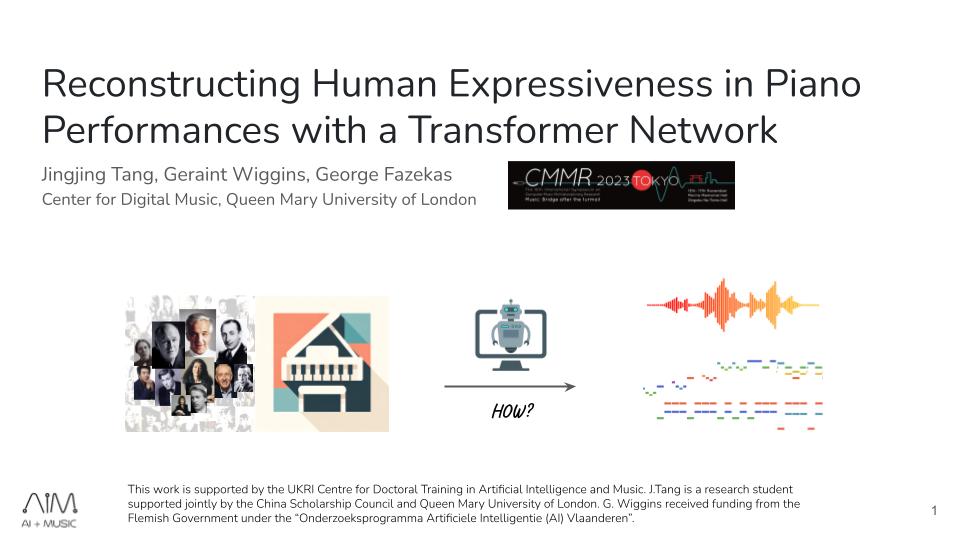 Reconstructing Human Expressiveness in Piano
Performances with a Transformer Network
Jingjing Tang, Geraint Wiggins, George Fazekas
Center for Digital Music, Queen Mary University of London
CMMR 2023 TOKYO
Music: Bridge after the turmoil
HOW?
This work is supported by the UKRI Centre for Doctoral Training in Artificial Intelligence and Music. J.Tang is a research student
supported jointly by the China Scholarship Council and Queen Mary University of London. G. Wiggins received funding from the
Flemish Government under the “Onderzoeksprogramma Artificiele Intelligentie (AI) Vlaanderen”.
AIM
AI + MUSIC
1